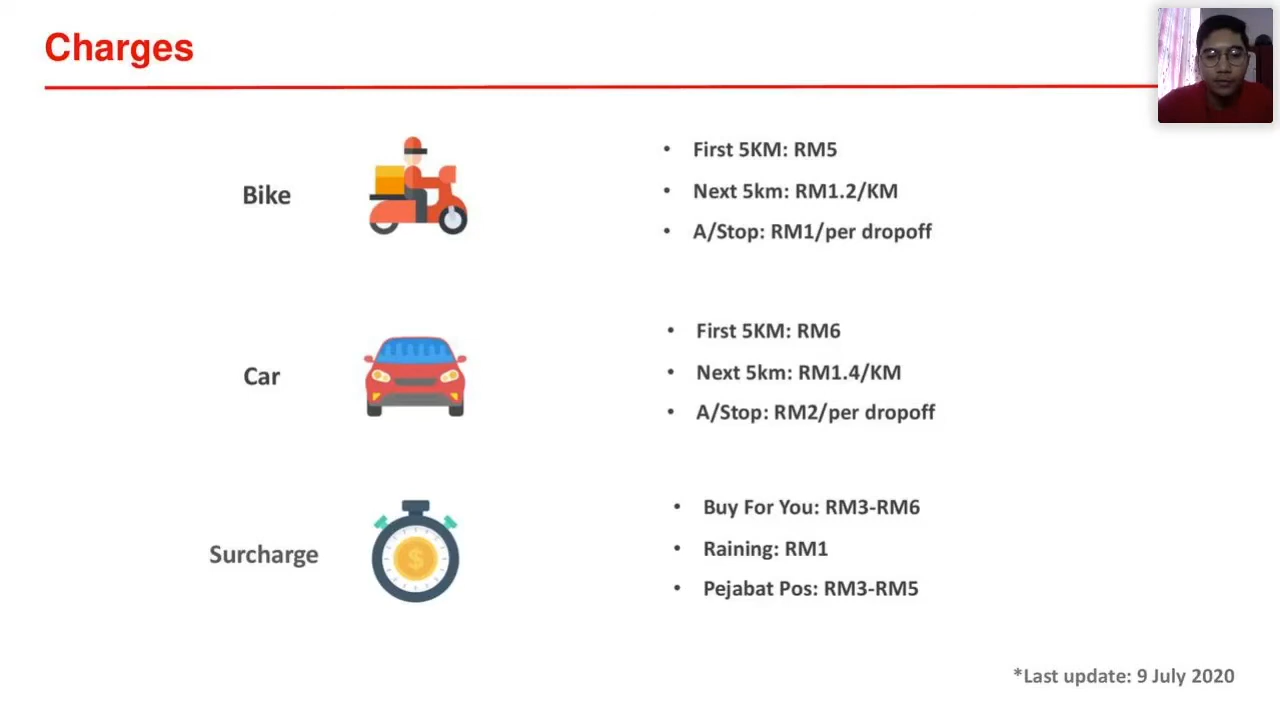 Charges
Bike
• First 5KM: RM5
• Next 5km: RM1.2/KM
• A/Stop: RM1/per dropoff
Car
• First 5KM: RM6
• Next 5km: RM1.4/KM
• A/Stop: RM2/per dropoff
Surcharge
$
• Buy For You: RM3-RM6
• Raining: RM1
• Pejabat Pos: RM3-RM5
*Last update: 9 July 2020